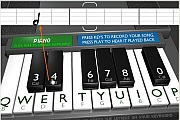 PIANO
PRESS KEYS TO RECORD YOUR SONG
PRESS PLAY TO HEAR IT PLAYED BACK
3 4 6 7 8 0
Q W E R T Y U I O P